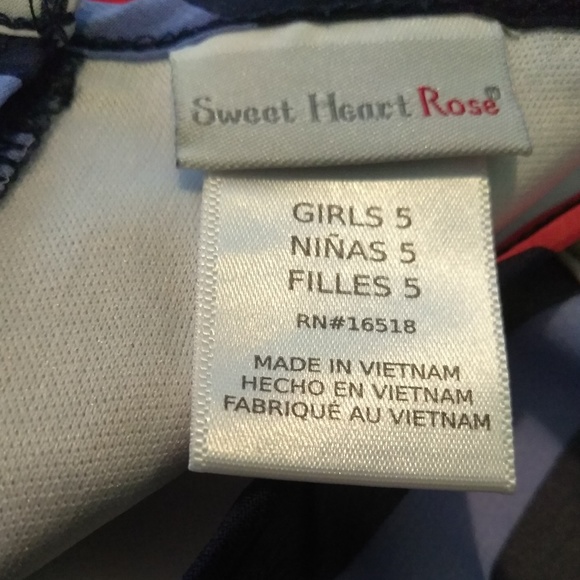 Sweet Heart Rose®
GIRLS 5
NIÑAS 5
FILLES 5
RN#16518
MADE IN VIETNAM
HECHO EN VIETNAM
FABRIQUÉ AU VIETNAM